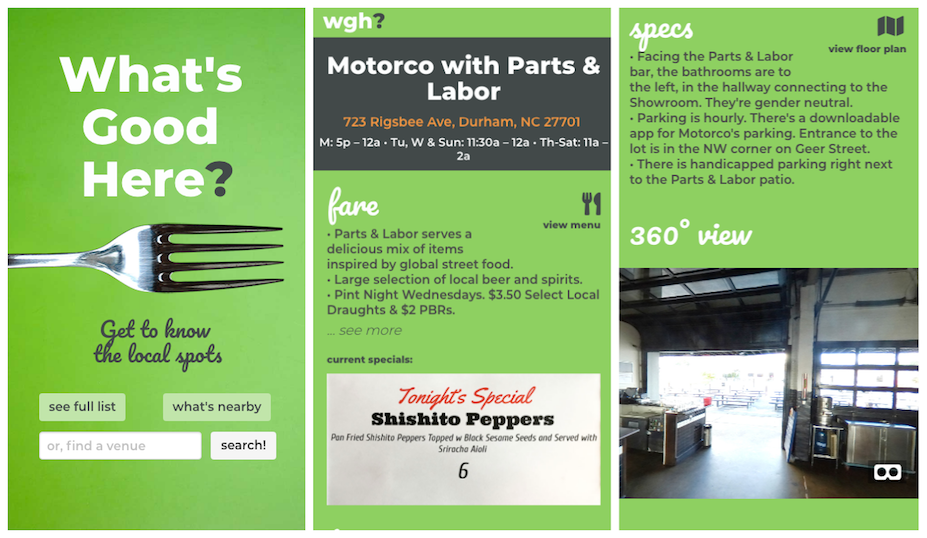 What's
Good
Here?
Get to know
the local spots
see full list
what's nearby
or, find a venue
search!
wgh?
Motorco with Parts &
Labor
723 Rigsbee Ave, Durham, NC 27701
M: 5p – 12a • Tu, W & Sun: 11:30a – 12a • Th-Sat: 11a –
2a
fare
view menu
• Parts & Labor serves a
delicious mix of items
inspired by global street food.
• Large selection of local beer and spirits.
• Pint Night Wednesdays. $3.50 Select Local
Draughts & $2 PBRs.
... see more
current specials:
Tonight's Special
Shishito Peppers
Pan Fried Shishito Peppers Topped w Black Sesame Seeds and Served with
Sriracha Aioli
6
specs
view floor plan
• Facing the Parts & Labor
bar, the bathrooms are to
the left, in the hallway connecting to the
Showroom. They're gender neutral.
• Parking is hourly. There's a downloadable
app for Motorco's parking. Entrance to the
lot is in the NW corner on Geer Street.
• There is handicapped parking right next
to the Parts & Labor patio.
360° view